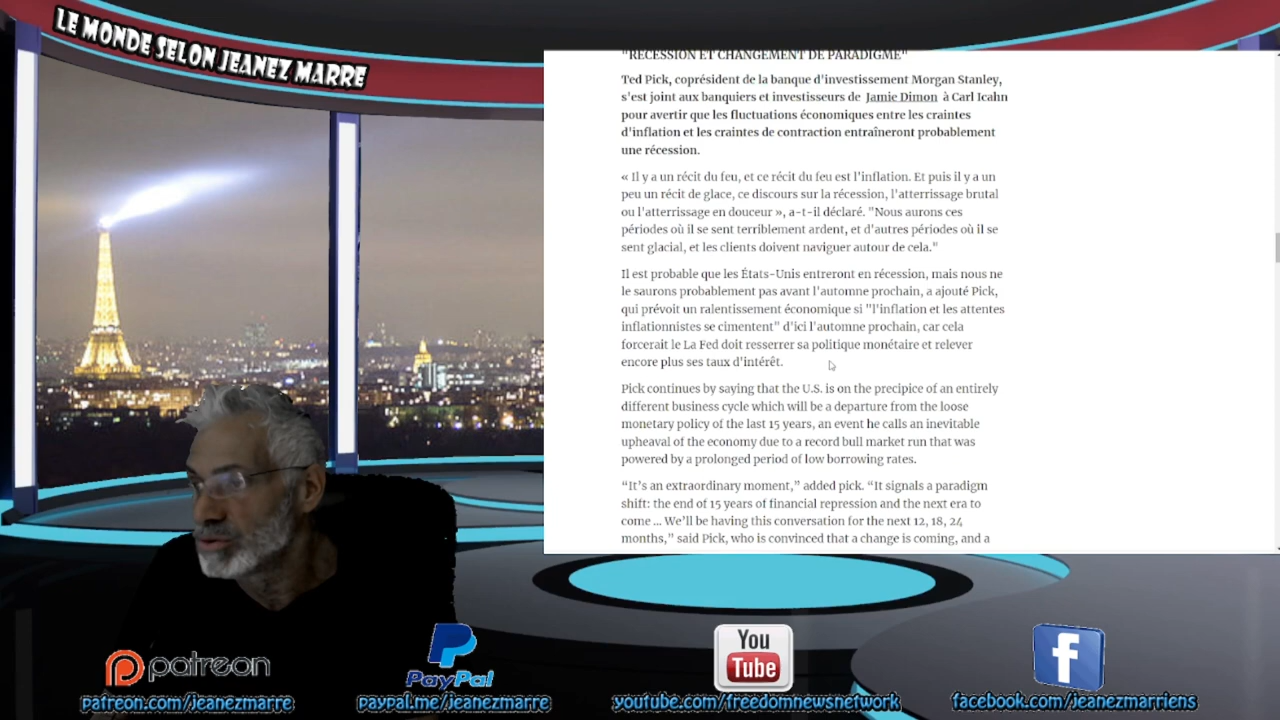 LE MONDE SELON JEANEZ MARRE
"RÉCESSION ET CHANGEMENT DE PARADIGME"
Ted Pick, coprésident de la banque d'investissement Morgan Stanley,
s'est joint aux banquiers et investisseurs de Jamie Dimon à Carl Icahn
pour avertir que les fluctuations économiques entre les craintes
d'inflation et les craintes de contraction entraîneront probablement
une récession.
« Il y a un récit du feu, et ce récit du feu est l'inflation. Et puis il y a un
peu un récit de glace, ce discours sur la récession, l'atterrissage brutal
ou l'atterrissage en douceur », a-t-il déclaré. "Nous aurons ces
périodes où il se sent terriblement ardent, et d'autres périodes où il se
sent glacial, et les clients doivent naviguer autour de cela."
Il est probable que les États-Unis entreront en récession, mais nous ne
le saurons probablement pas avant l'automne prochain, a ajouté Pick,
qui prévoit un ralentissement économique si "l'inflation et les attentes
inflationnistes se cimentent" d'ici l'automne prochain, car cela
forcerait le La Fed doit resserrer sa politique monétaire et relever
encore plus ses taux d'intérêt.
Pick continues by saying that the U.S. is on the precipice of an entirely
different business cycle which will be a departure from the loose
monetary policy of the last 15 years, an event he calls an inevitable
upheaval of the economy due to a record bull market run that was
powered by a prolonged period of low borrowing rates.
“It’s an extraordinary moment,” added pick. “It signals a paradigm
shift: the end of 15 years of financial repression and the next era to
come … We’ll be having this conversation for the next 12, 18, 24
months,” said Pick, who is convinced that a change is coming, and a
patreon
PayPal
You
Tube
f
patreon.com/jeanezmarre
paypal.me/jeanezmarre
youtube.com/freedomnewsnetwork
facebook.com/jeanezmarriens